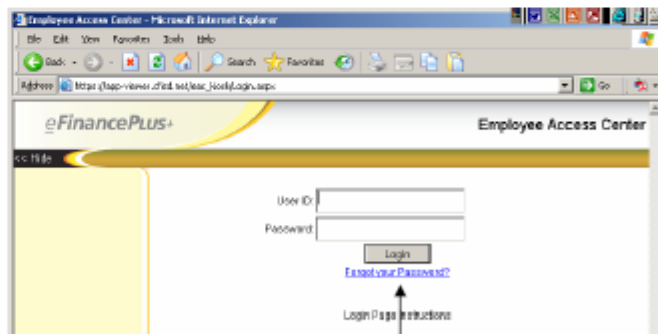 Employee Access Center - Microsoft Internet Explorer
File Edit View Favorites Tools Help
Back Search Favorites
Address Go
eFinancePlus+ Employee Access Center
<< Hide
User ID:
Password:
Login
Forgot your Password?
Login Page Instructions